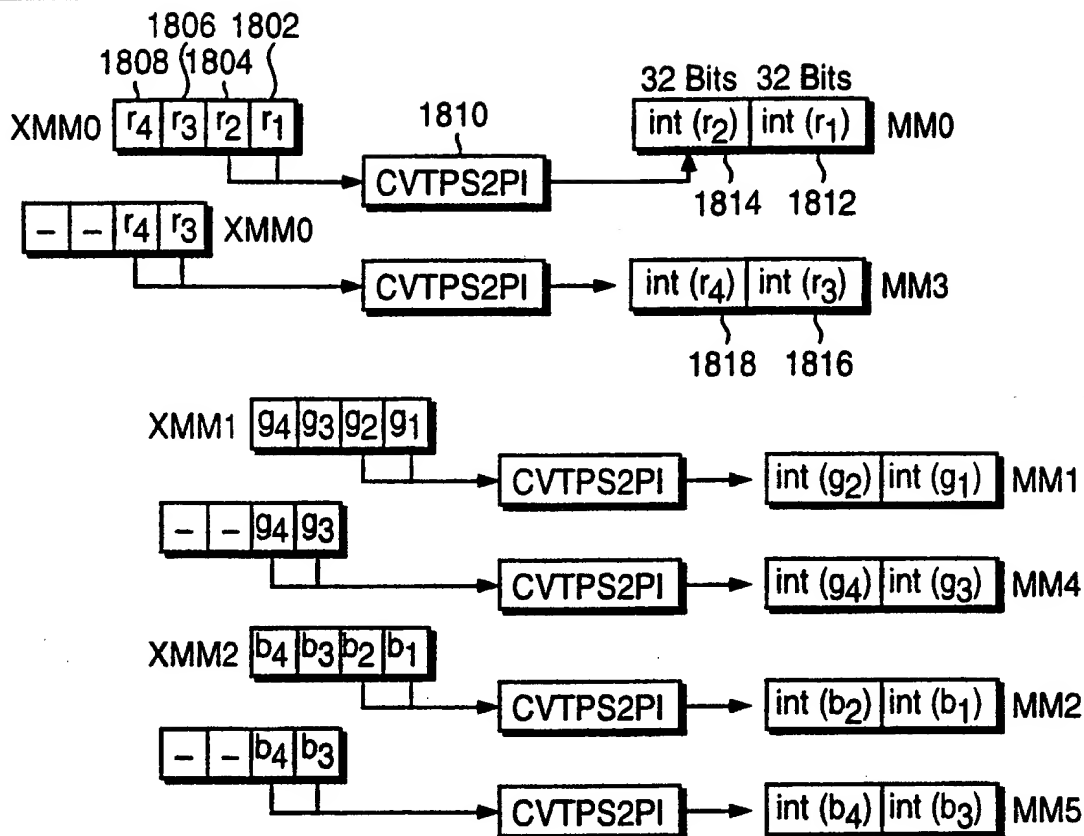 1806 1802
1808 1804
32 Bits 32 Bits
XMM0 r4 r3 r2 r1 1810 int (r2) int (r1) MM0
CVTPS2PI
1814 1812
– – r4 r3 XMM0
CVTPS2PI int (r4) int (r3) MM3
1818 1816
XMM1 g4 g3 g2 g1
CVTPS2PI int (g2) int (g1) MM1
– – g4 g3
CVTPS2PI int (g4) int (g3) MM4
XMM2 b4 b3 b2 b1
CVTPS2PI int (b2) int (b1) MM2
– – b4 b3
CVTPS2PI int (b4) int (b3) MM5